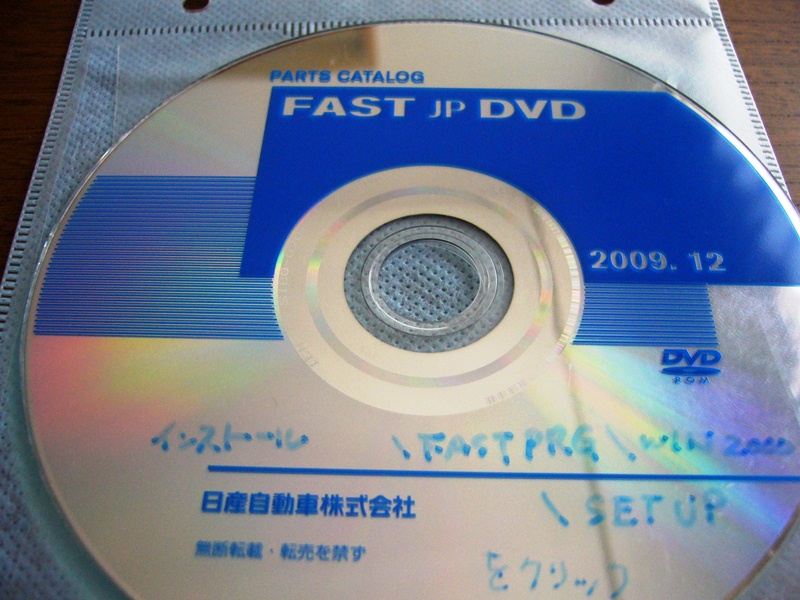 PARTS CATALOG
FAST JP DVD
2009. 12
DVD
ROM
インストール \FASTPRG\WIN2000
日産自動車株式会社 \SETUP
無断転載・転売を禁ず
をクリック